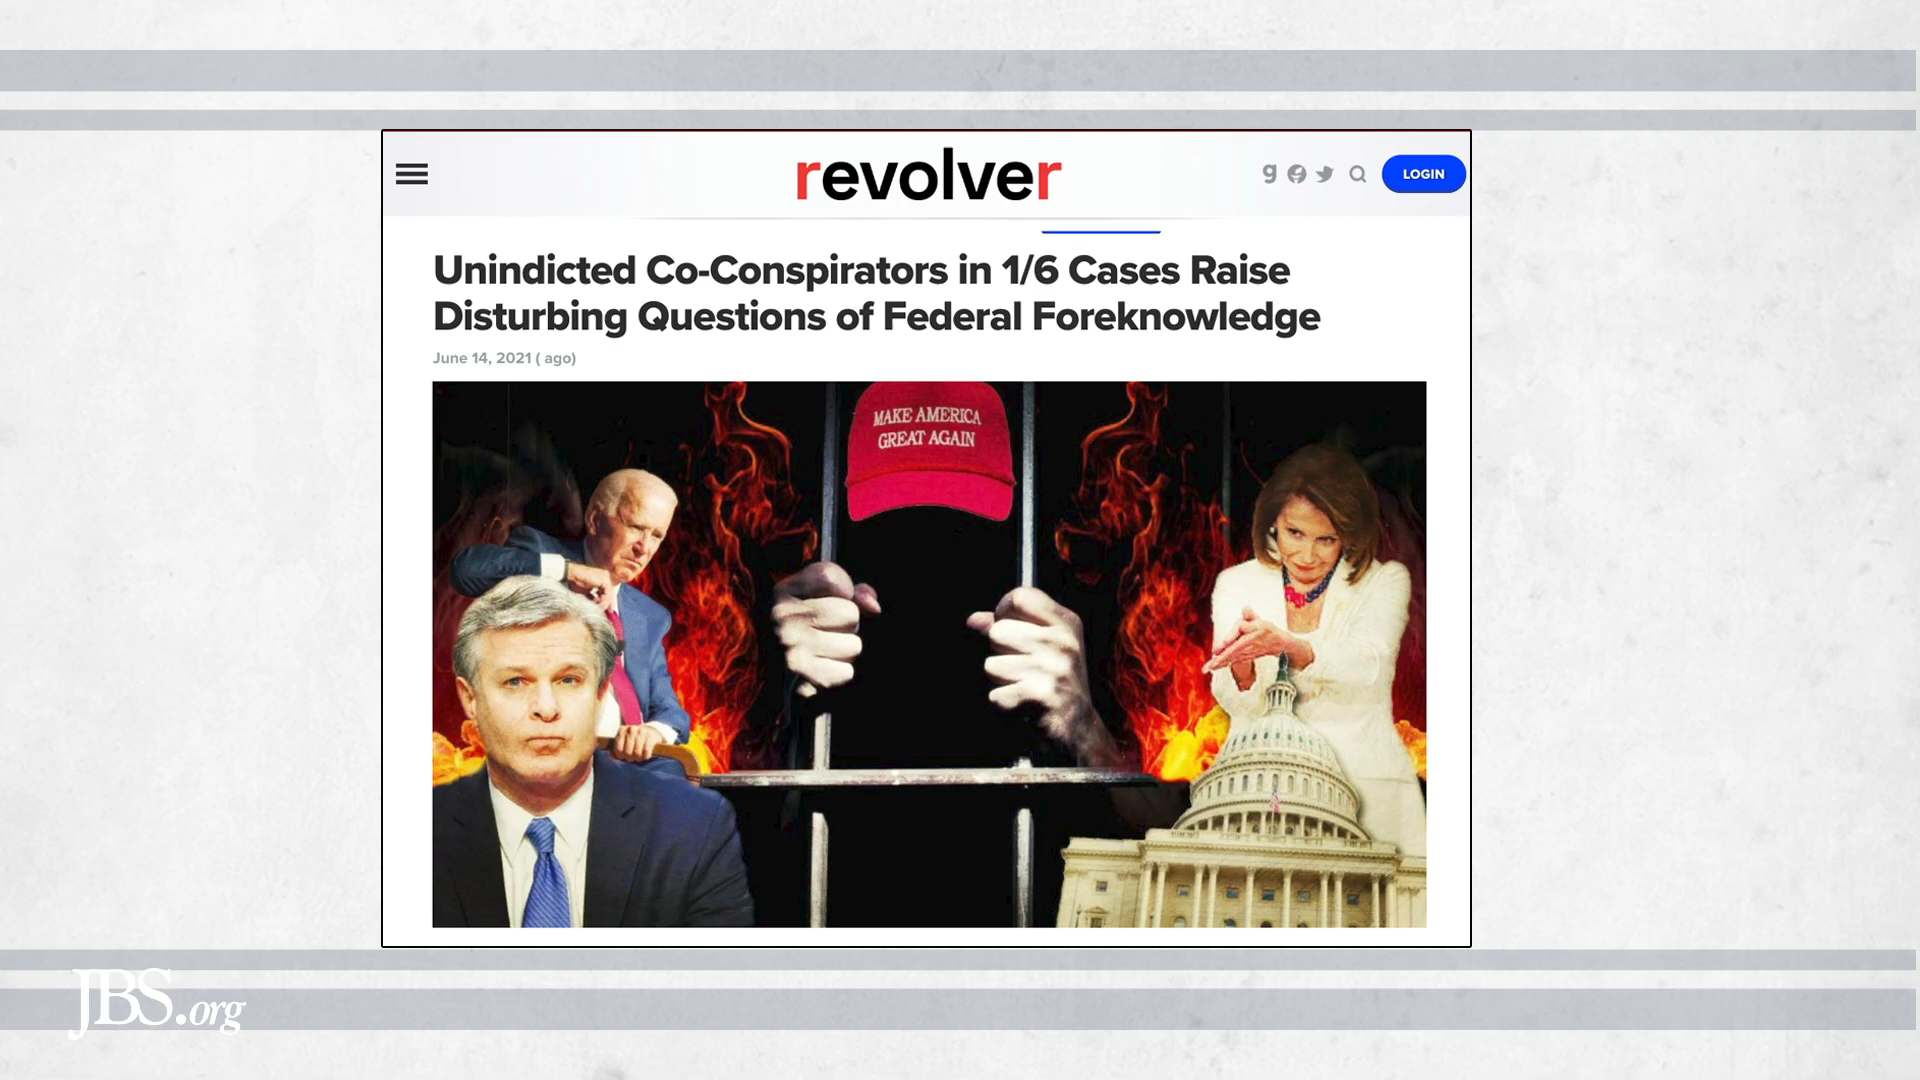 revolver
LOGIN
Unindicted Co-Conspirators in 1/6 Cases Raise
Disturbing Questions of Federal Foreknowledge
June 14, 2021 ( ago)
MAKE AMERICA
GREAT AGAIN
JBS.org